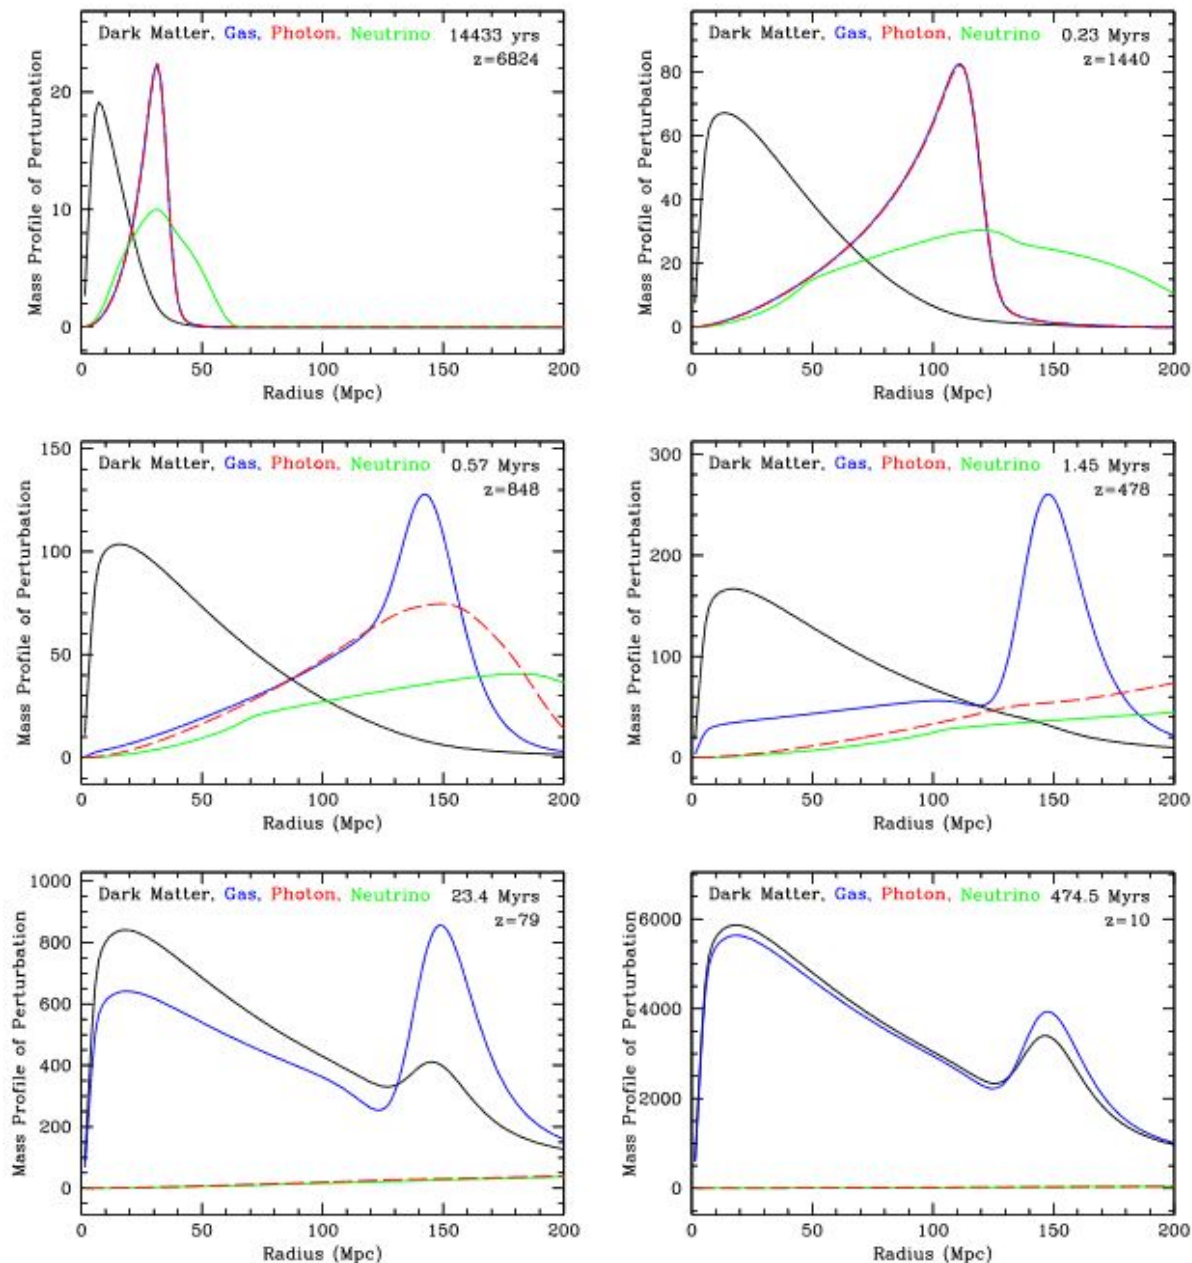 Dark Matter, Gas, Photon, Neutrino 14433 yrs
z=6824
Mass Profile of Perturbation
20
10
0
0 50 100 150 200
Radius (Mpc)
Dark Matter, Gas, Photon, Neutrino 0.23 Myrs
z=1440
Mass Profile of Perturbation
80
60
40
20
0
0 50 100 150 200
Radius (Mpc)
Dark Matter, Gas, Photon, Neutrino 0.57 Myrs
z=848
Mass Profile of Perturbation
150
100
50
0
0 50 100 150 200
Radius (Mpc)
Dark Matter, Gas, Photon, Neutrino 1.45 Myrs
z=478
Mass Profile of Perturbation
300
200
100
0
0 50 100 150 200
Radius (Mpc)
Dark Matter, Gas, Photon, Neutrino 23.4 Myrs
z=79
Mass Profile of Perturbation
1000
800
600
400
200
0
0 50 100 150 200
Radius (Mpc)
Dark Matter, Gas, Photon, Neutrino 474.5 Myrs
z=10
Mass Profile of Perturbation
6000
4000
2000
0
0 50 100 150 200
Radius (Mpc)